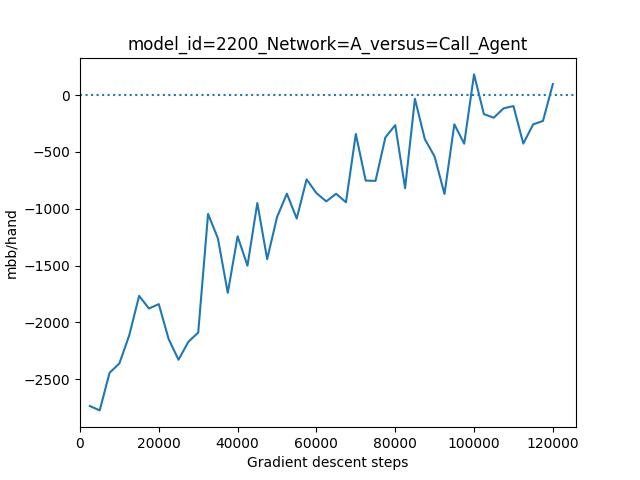 model_id=2200_Network=A_versus=Call_Agent
0
−500
−1000
−1500
−2000
−2500
mbb/hand
0 20000 40000 60000 80000 100000 120000
Gradient descent steps